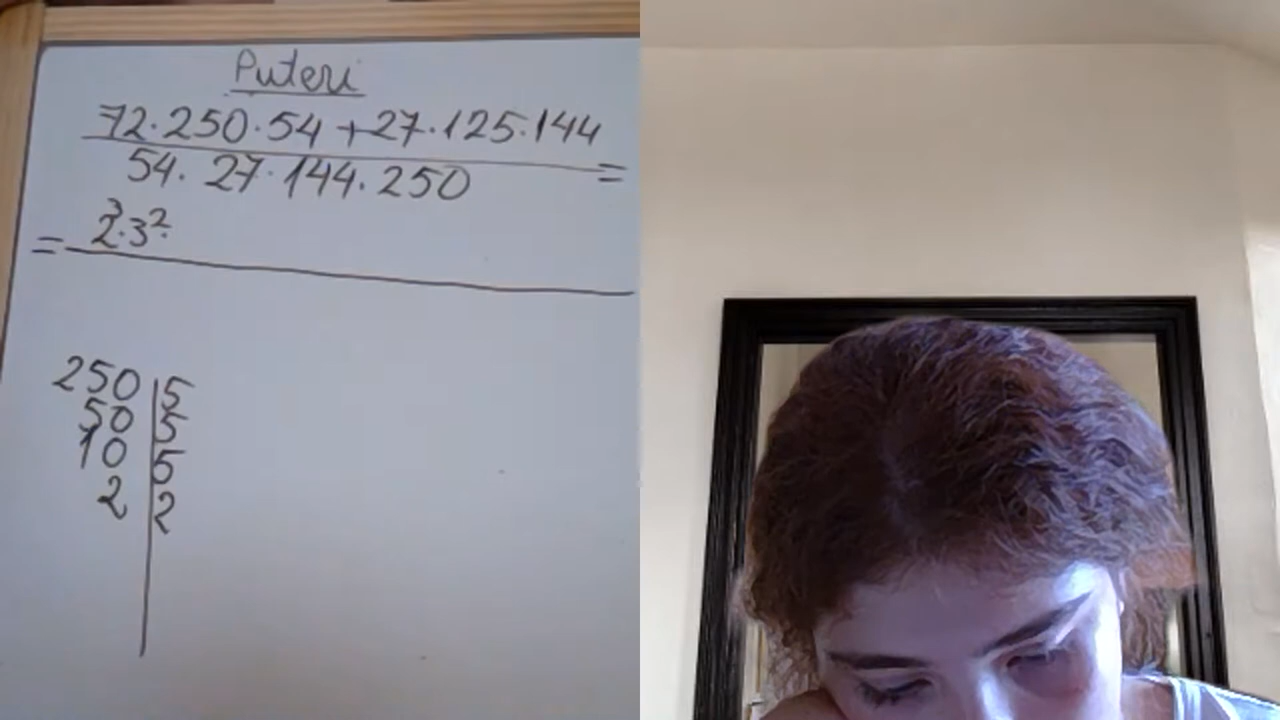 Puteri
72·250·54+27·125·144
54·27·144·250 =
= 2³·3²·
250 | 5
50 | 5
10 | 5
2 | 2